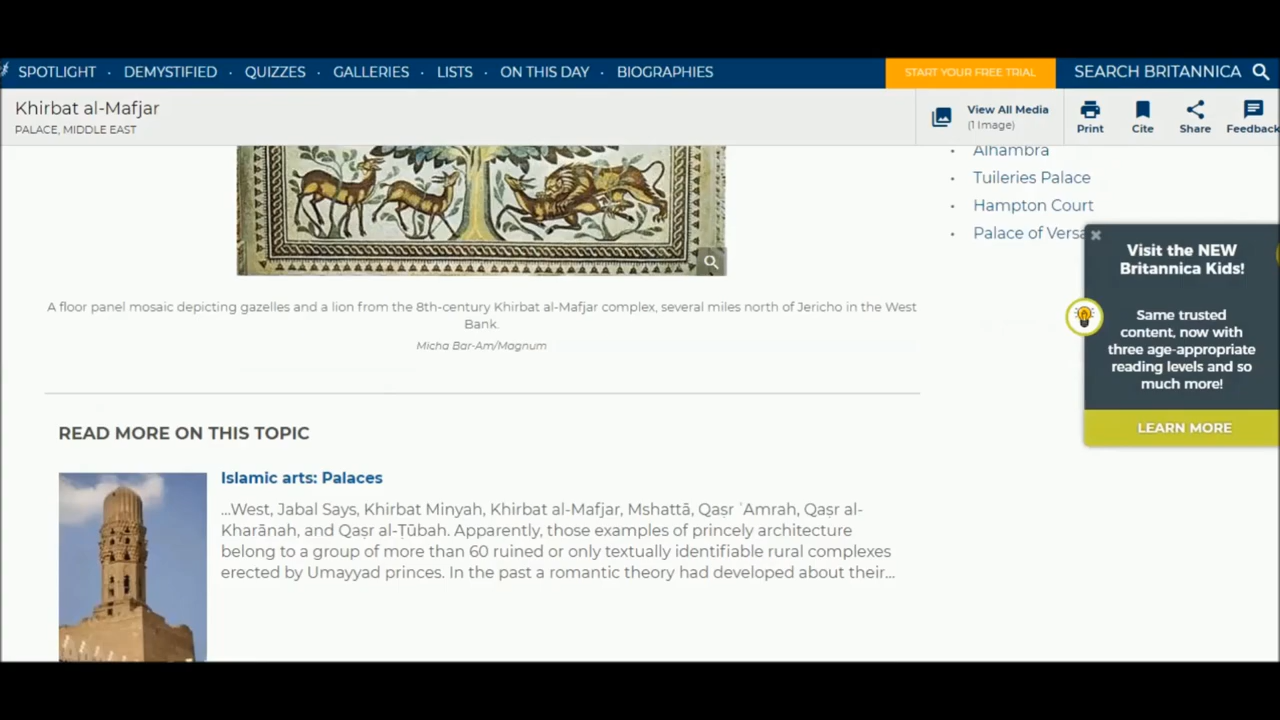 SPOTLIGHT · DEMYSTIFIED · QUIZZES · GALLERIES · LISTS · ON THIS DAY · BIOGRAPHIES
START YOUR FREE TRIAL
SEARCH BRITANNICA
Khirbat al-Mafjar
PALACE, MIDDLE EAST
View All Media
(1 Image)
Print
Cite
Share
Feedback
• Alhambra
• Tuileries Palace
• Hampton Court
• Palace of Versa
Visit the NEW
Britannica Kids!
Same trusted
content, now with
three age-appropriate
reading levels and so
much more!
LEARN MORE
A floor panel mosaic depicting gazelles and a lion from the 8th-century Khirbat al-Mafjar complex, several miles north of Jericho in the West
Bank.
Micha Bar-Am/Magnum
READ MORE ON THIS TOPIC
Islamic arts: Palaces
...West, Jabal Says, Khirbat Minyah, Khirbat al-Mafjar, Mshattā, Qaṣr ʿAmrah, Qasr al-
Kharānah, and Qaṣr al-Ṭūbah. Apparently, those examples of princely architecture
belong to a group of more than 60 ruined or only textually identifiable rural complexes
erected by Umayyad princes. In the past a romantic theory had developed about their...